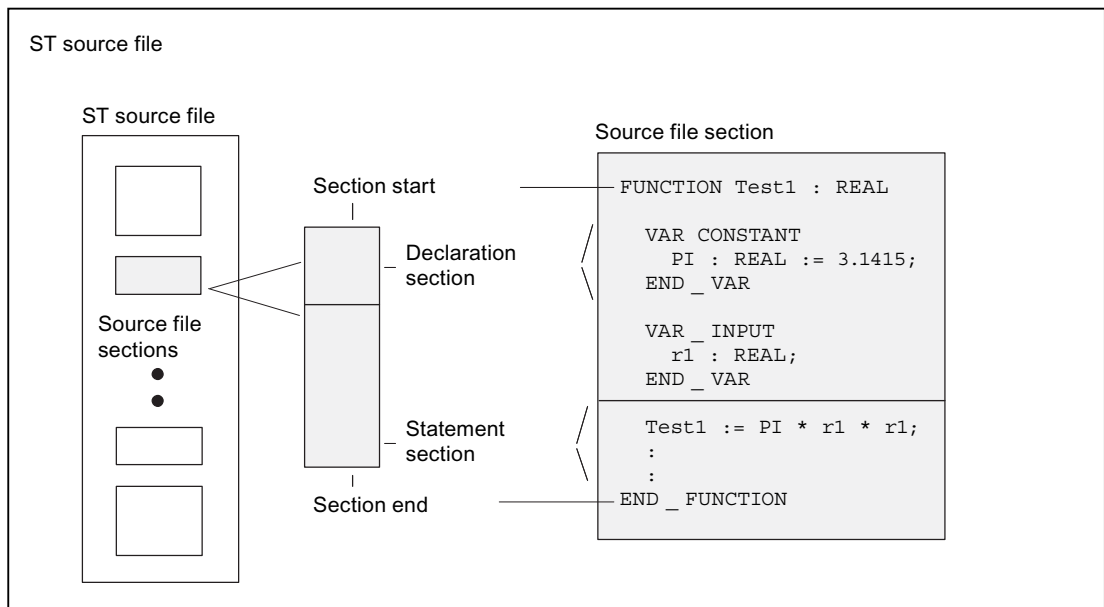 ST source file
ST source file
Source file
sections
Section start
Declaration
section
Statement
section
Section end
Source file section
FUNCTION Test1 : REAL
VAR CONSTANT
PI : REAL := 3.1415;
END _ VAR
VAR _ INPUT
r1 : REAL;
END _ VAR
Test1 := PI * r1 * r1;
:
:
END _ FUNCTION